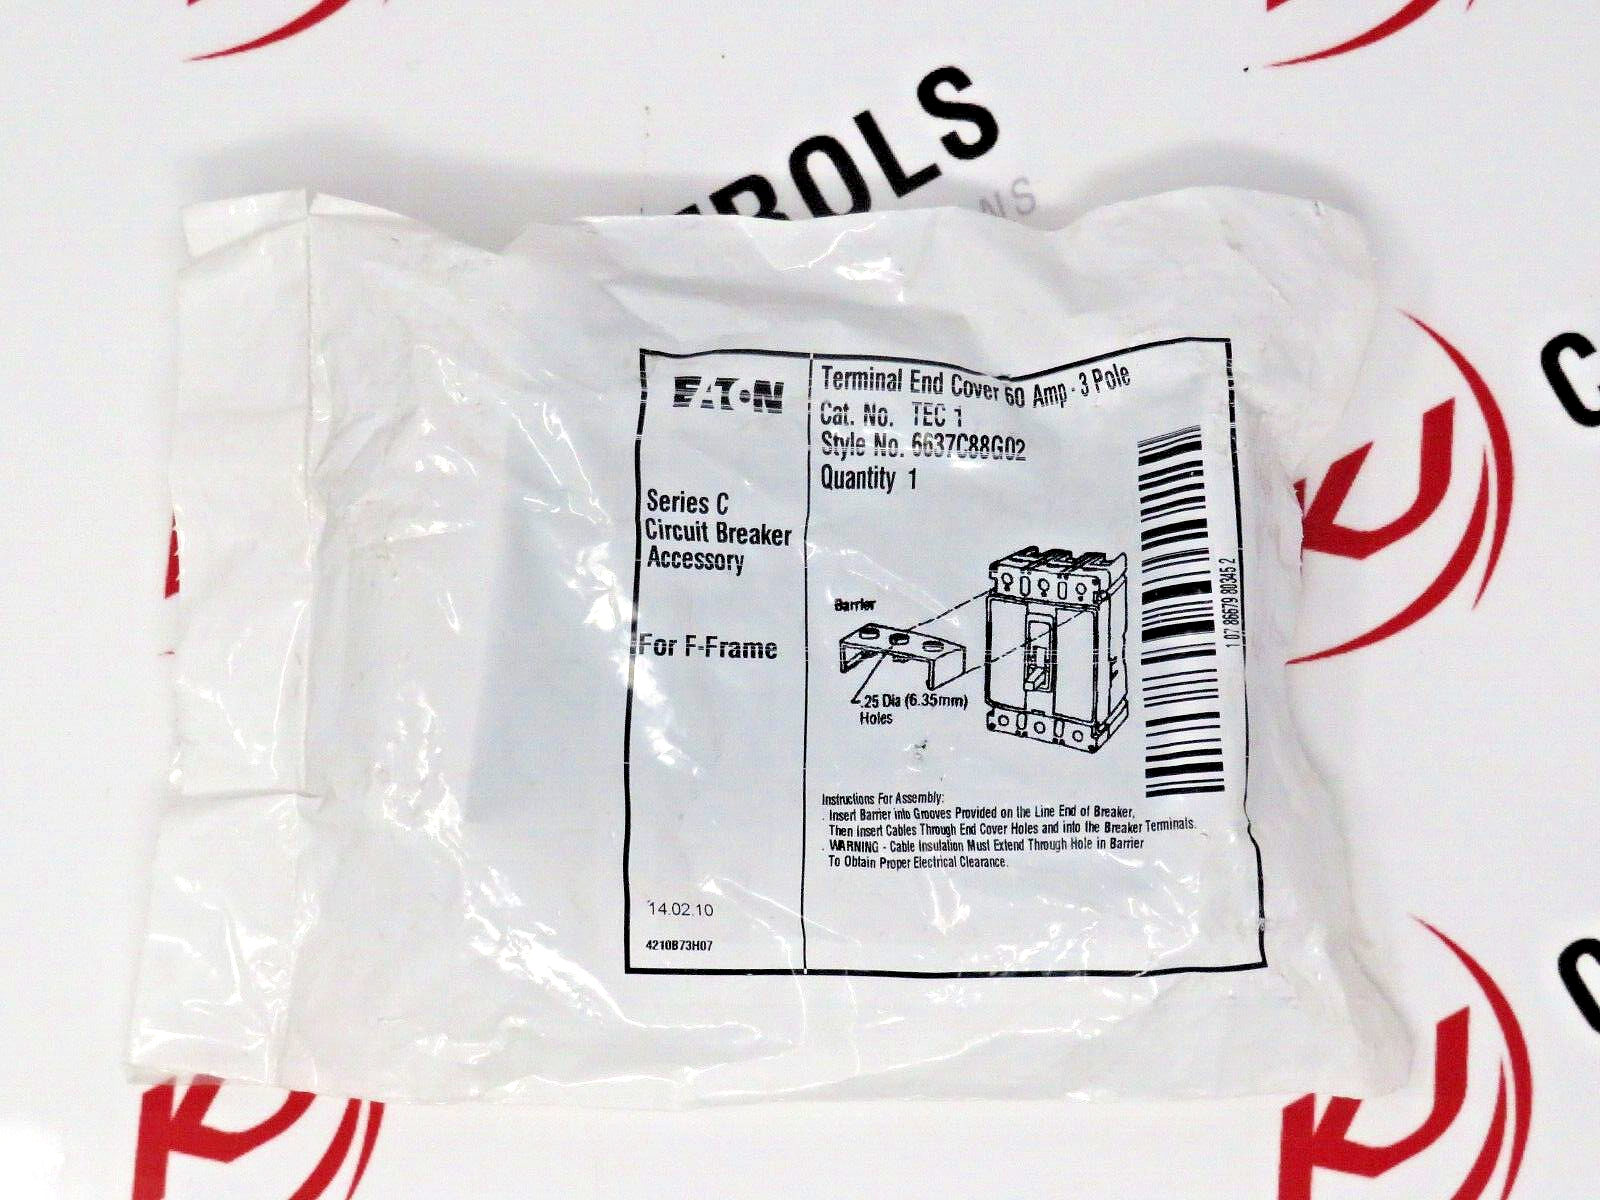 EATON
Series C
Circuit Breaker
Accessory
For F-Frame
14.02.10
4210B73H07
Terminal End Cover 60 Amp - 3 Pole
Cat. No. TEC 1
Style No. 6637C88G02
Quantity 1
Barrier
.25 Dia (6.35mm)
Holes
1 07 86679 80345 2
Instructions For Assembly:
. Insert Barrier into Grooves Provided on the Line End of Breaker,
Then Insert Cables Through End Cover Holes and into the Breaker Terminals.
. WARNING - Cable Insulation Must Extend Through Hole in Barrier
To Obtain Proper Electrical Clearance.